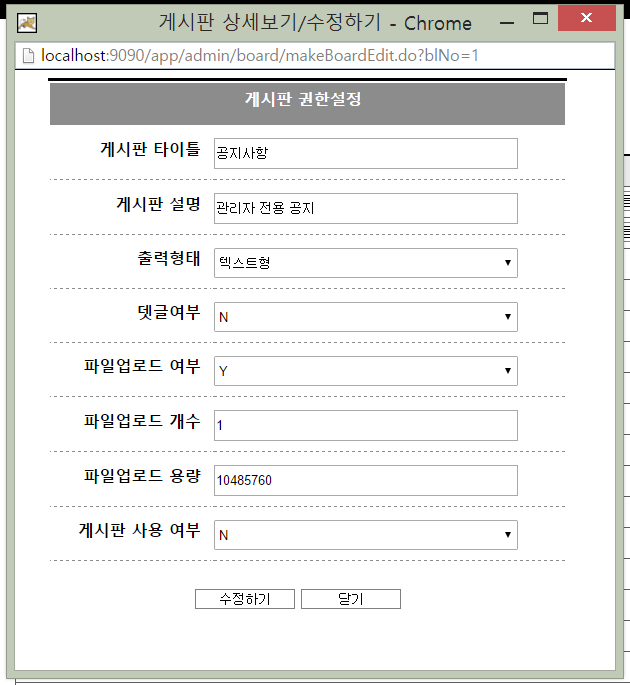 게시판 상세보기/수정하기 - Chrome
localhost:9090/app/admin/board/makeBoardEdit.do?blNo=1
게시판 권한설정
게시판 타이틀 공지사항
게시판 설명 관리자 전용 공지
출력형태 텍스트형
뎃글여부 N
파일업로드 여부 Y
파일업로드 개수 1
파일업로드 용량 10485760
게시판 사용 여부 N
수정하기 닫기